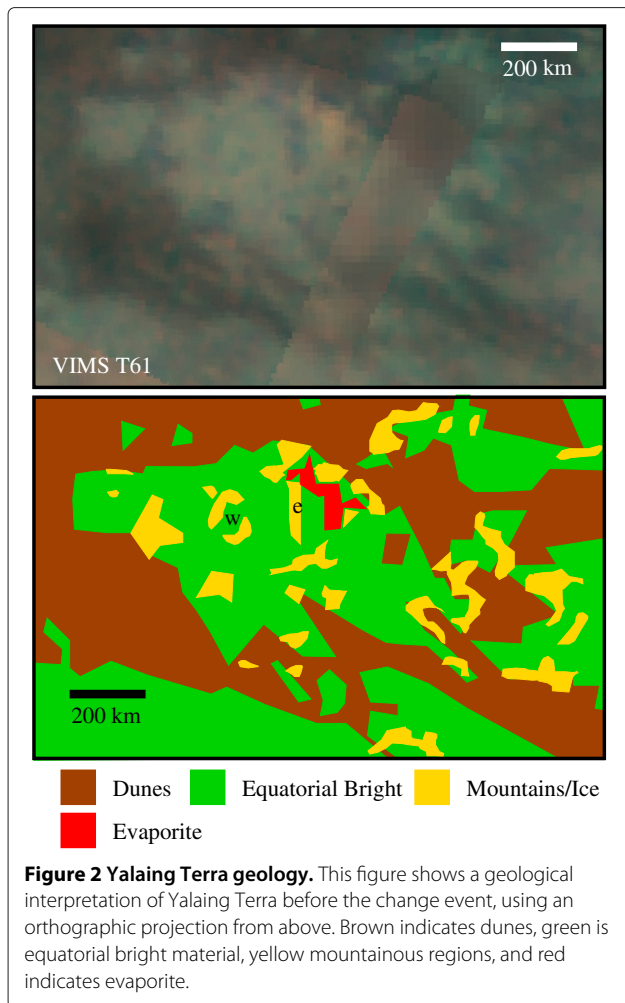 200 km
VIMS T61
w
e
200 km
Dunes
Equatorial Bright
Mountains/Ice
Evaporite
Figure 2 Yalaing Terra geology. This figure shows a geological
interpretation of Yalaing Terra before the change event, using an
orthographic projection from above. Brown indicates dunes, green is
equatorial bright material, yellow mountainous regions, and red
indicates evaporite.